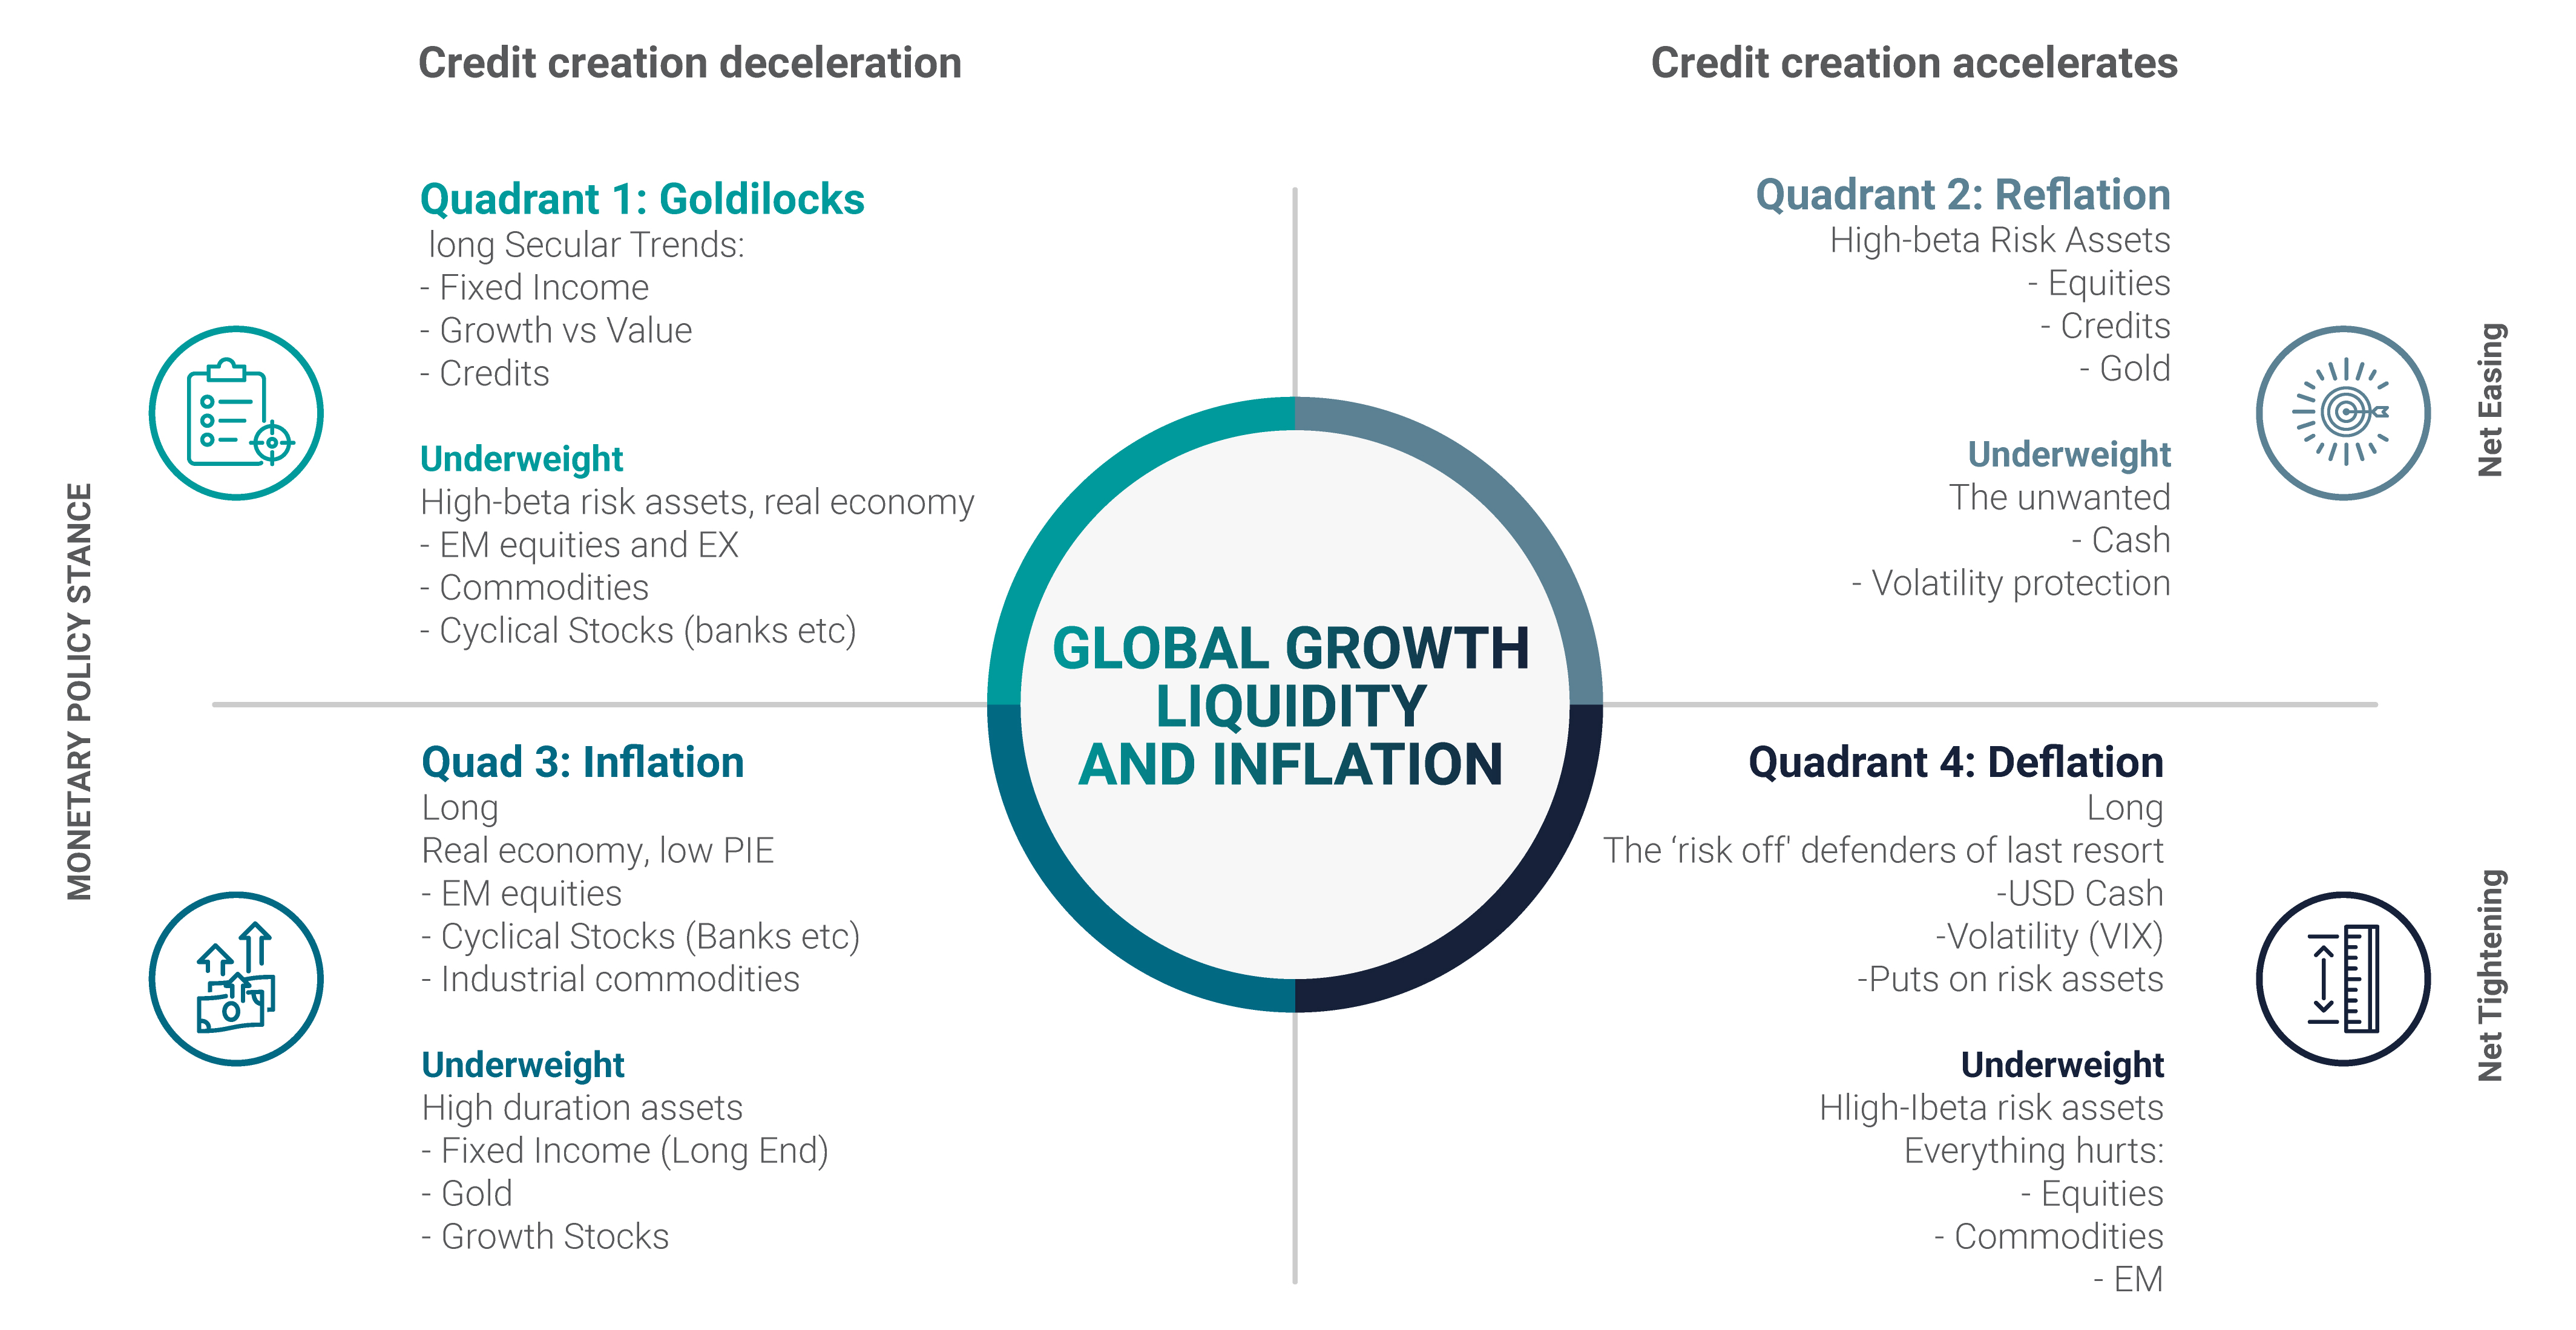 Credit creation deceleration
Credit creation accelerates
MONETARY POLICY STANCE
Quadrant 1: Goldilocks
long Secular Trends:
- Fixed Income
- Growth vs Value
- Credits
Underweight
High-beta risk assets, real economy
- EM equities and EX
- Commodities
- Cyclical Stocks (banks etc)
Quadrant 2: Reflation
High-beta Risk Assets
- Equities
- Credits
- Gold
Underweight
The unwanted
- Cash
- Volatility protection
Net Easing
GLOBAL GROWTH
LIQUIDITY
AND INFLATION
Quad 3: Inflation
Long
Real economy, low PIE
- EM equities
- Cyclical Stocks (Banks etc)
- Industrial commodities
Underweight
High duration assets
- Fixed Income (Long End)
- Gold
- Growth Stocks
Quadrant 4: Deflation
Long
The ‘risk off' defenders of last resort
-USD Cash
-Volatility (VIX)
-Puts on risk assets
Underweight
Hligh-Ibeta risk assets
Everything hurts:
- Equities
- Commodities
- EM
Net Tightening